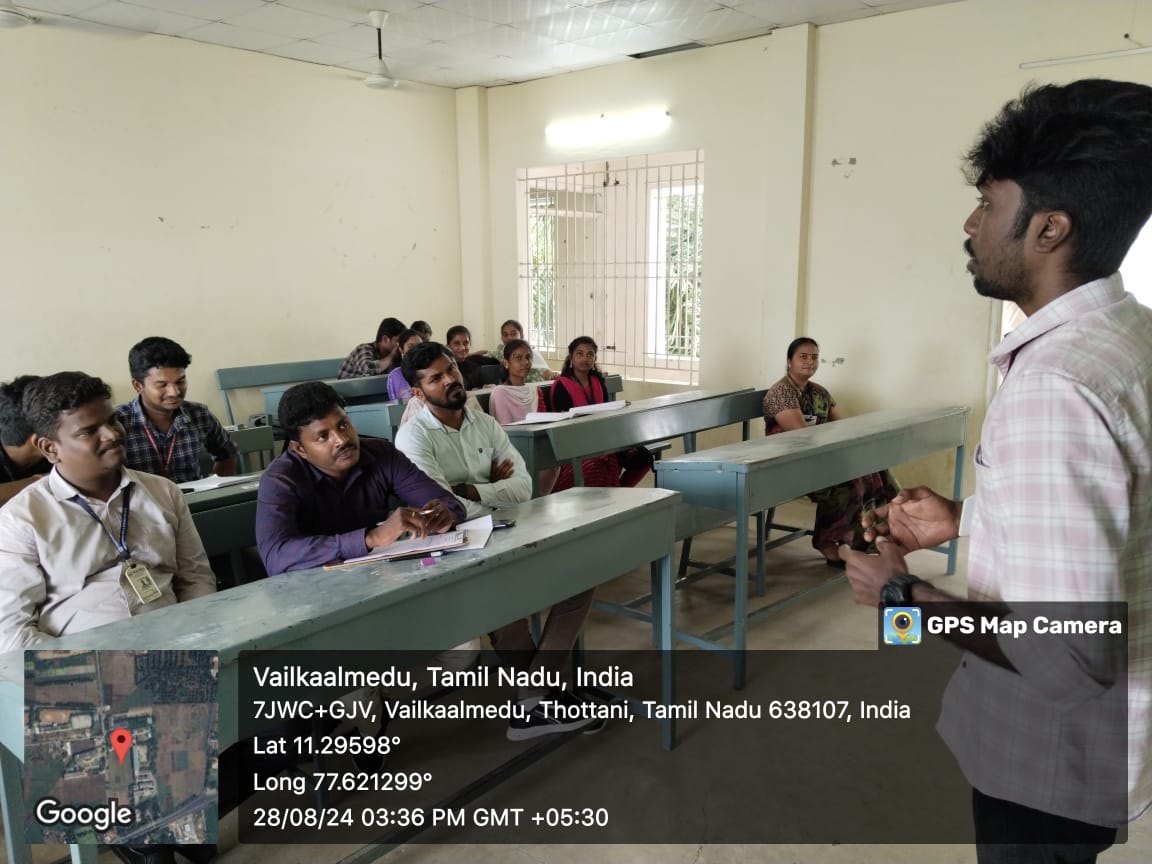 GPS Map Camera
Vailkaalmedu, Tamil Nadu, India
7JWC+GJV, Vailkaalmedu, Thottani, Tamil Nadu 638107, India
Lat 11.29598°
Long 77.621299°
28/08/24 03:36 PM GMT +05:30
Google